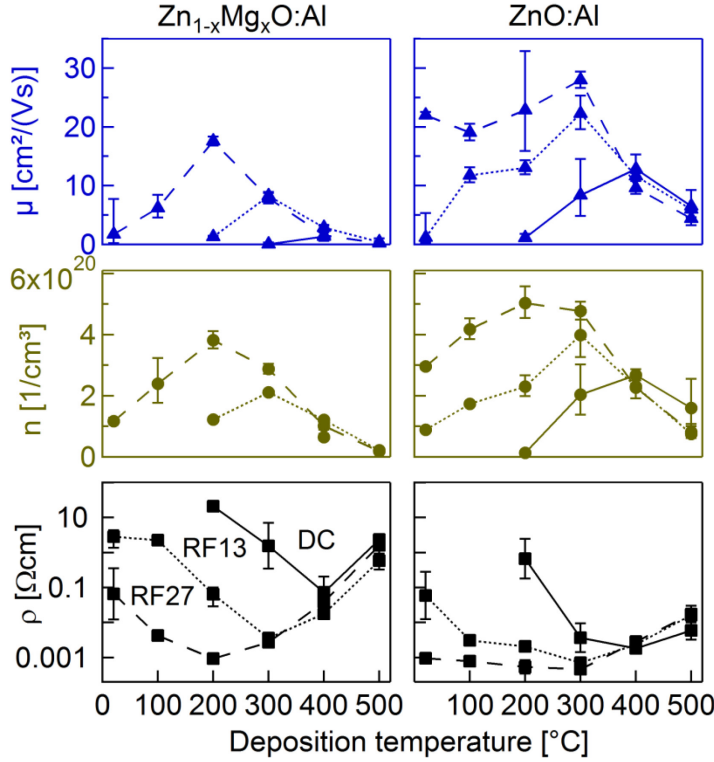 Zn₁₋ₓMgₓO:Al
ZnO:Al
µ [cm²/(Vs)]
30
20
10
0
n [1/cm³]
6x10²⁰
4
2
0
ρ [Ωcm]
10
0.1
0.001
RF13
DC
RF27
0 100 200 300 400 500
100 200 300 400 500
Deposition temperature [°C]